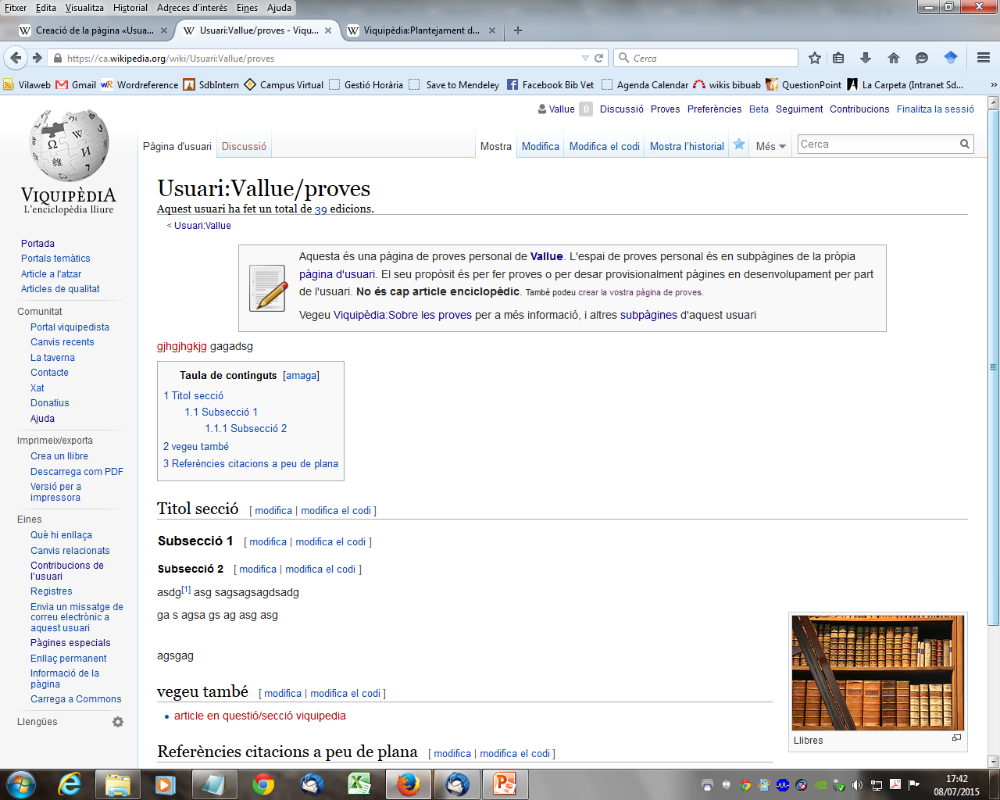 Fitxer Edita Visualitza Historial Adreces d'interès Eines Ajuda
Creació de la pàgina «Usua... Usuari:Vallue/proves - Viqu... Viquipèdia:Plantejament d...
https://ca.wikipedia.org/wiki/Usuari:Vallue/proves Cerca
Vilaweb Gmail Wordreference SdbIntern Campus Virtual Gestió Horària Save to Mendeley Facebook Bib Vet Agenda Calendar wikis bibuab QuestionPoint La Carpeta (Intranet Sd... »
Vallue 0 Discussió Proves Preferències Beta Seguiment Contribucions Finalitza la sessió
Pàgina d'usuari Discussió Mostra Modifica Modifica el codi Mostra l'historial Més Cerca
VIQUIPÈDIA
L'enciclopèdia lliure
Portada
Portals temàtics
Article a l'atzar
Articles de qualitat
Comunitat
Portal viquipedista
Canvis recents
La taverna
Contacte
Xat
Donatius
Ajuda
Imprimeix/exporta
Crea un llibre
Descarrega com PDF
Versió per a
impressora
Eines
Què hi enllaça
Canvis relacionats
Contribucions de
l'usuari
Registres
Envia un missatge de
correu electrònic a
aquest usuari
Pàgines especials
Enllaç permanent
Informació de la
pàgina
Carrega a Commons
Llengües
Usuari:Vallue/proves
Aquest usuari ha fet un total de 39 edicions.
< Usuari:Vallue
Aquesta és una pàgina de proves personal de Vallue. L'espai de proves personal és en subpàgines de la pròpia
pàgina d'usuari. El seu propòsit és per fer proves o per desar provisionalment pàgines en desenvolupament per part
de l'usuari. No és cap article enciclopèdic. També podeu crear la vostra pàgina de proves.
Vegeu Viquipèdia:Sobre les proves per a més informació, i altres subpàgines d'aquest usuari
gjhgjhgkjg gagadsg
Taula de continguts [amaga]
1 Titol secció
1.1 Subsecció 1
1.1.1 Subsecció 2
2 vegeu també
3 Referències citacions a peu de plana
Titol secció [ modifica | modifica el codi ]
Subsecció 1 [ modifica | modifica el codi ]
Subsecció 2 [ modifica | modifica el codi ]
asdg[1] asg sagsagsagdsadg
ga s agsa gs ag asg asg
agsgag
Llibres
vegeu també [ modifica | modifica el codi ]
• article en questió/secció viquipedia
Referències citacions a peu de plana [ modifica | modifica el codi ]
17:42
08/07/2015